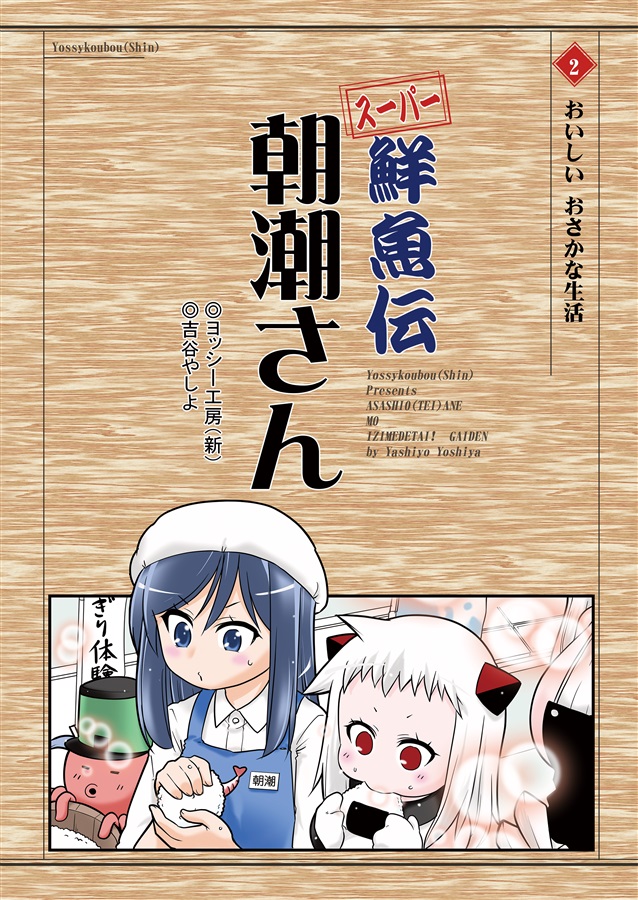 Yossykoubou(Shin)
2
おいしい おさかな生活
スーパー
鮮魚伝
朝潮さん
◎ヨッシー工房(新)
◎吉谷やしよ
Yossykoubou(Shin)
Presents
ASASHIO(TEI)ANE
MO
IZIMEDETAI! GAIDEN
by Yashiyo Yoshiya
ぎり体験
朝潮